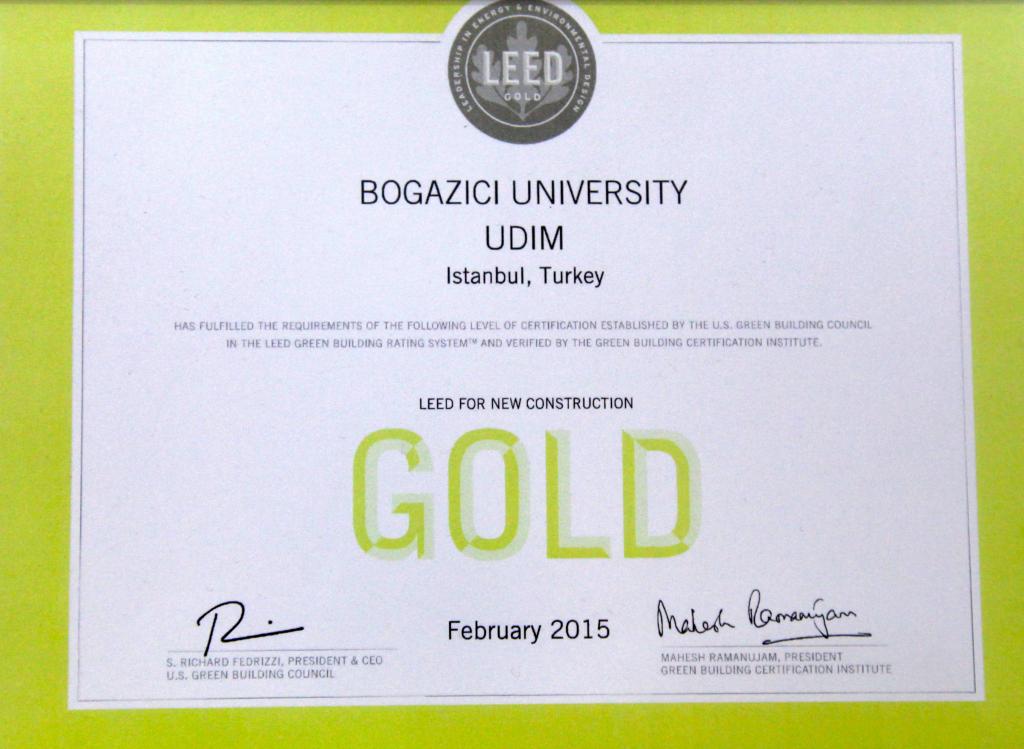 LEADERSHIP IN ENERGY & ENVIRONMENTAL DESIGN
LEED
GOLD
BOGAZICI UNIVERSITY
UDIM
Istanbul, Turkey
HAS FULFILLED THE REQUIREMENTS OF THE FOLLOWING LEVEL OF CERTIFICATION ESTABLISHED BY THE U.S. GREEN BUILDING COUNCIL
IN THE LEED GREEN BUILDING RATING SYSTEM™ AND VERIFIED BY THE GREEN BUILDING CERTIFICATION INSTITUTE.
LEED FOR NEW CONSTRUCTION
GOLD
February 2015
Mahesh Ramanujam
S. RICHARD FEDRIZZI, PRESIDENT & CEO
U.S. GREEN BUILDING COUNCIL
MAHESH RAMANUJAM, PRESIDENT
GREEN BUILDING CERTIFICATION INSTITUTE